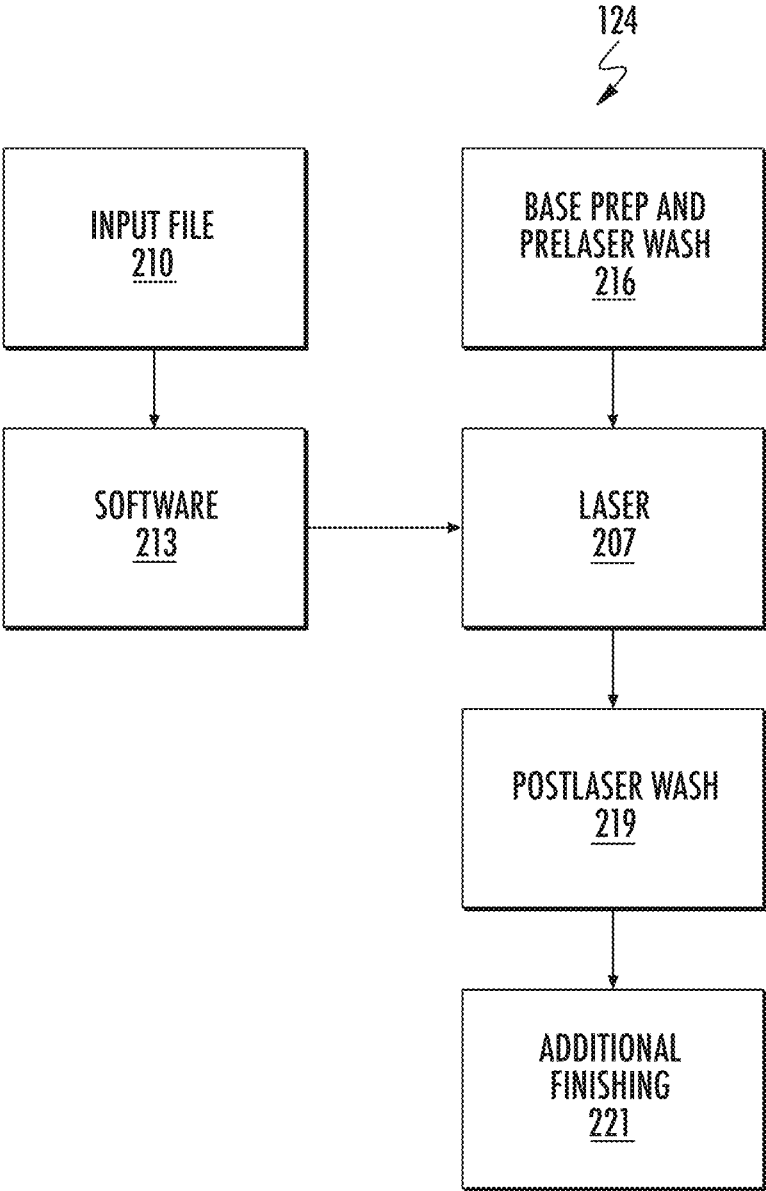 124
INPUT FILE
210
BASE PREP AND
PRELASER WASH
216
SOFTWARE
213
LASER
207
POSTLASER WASH
219
ADDITIONAL
FINISHING
221